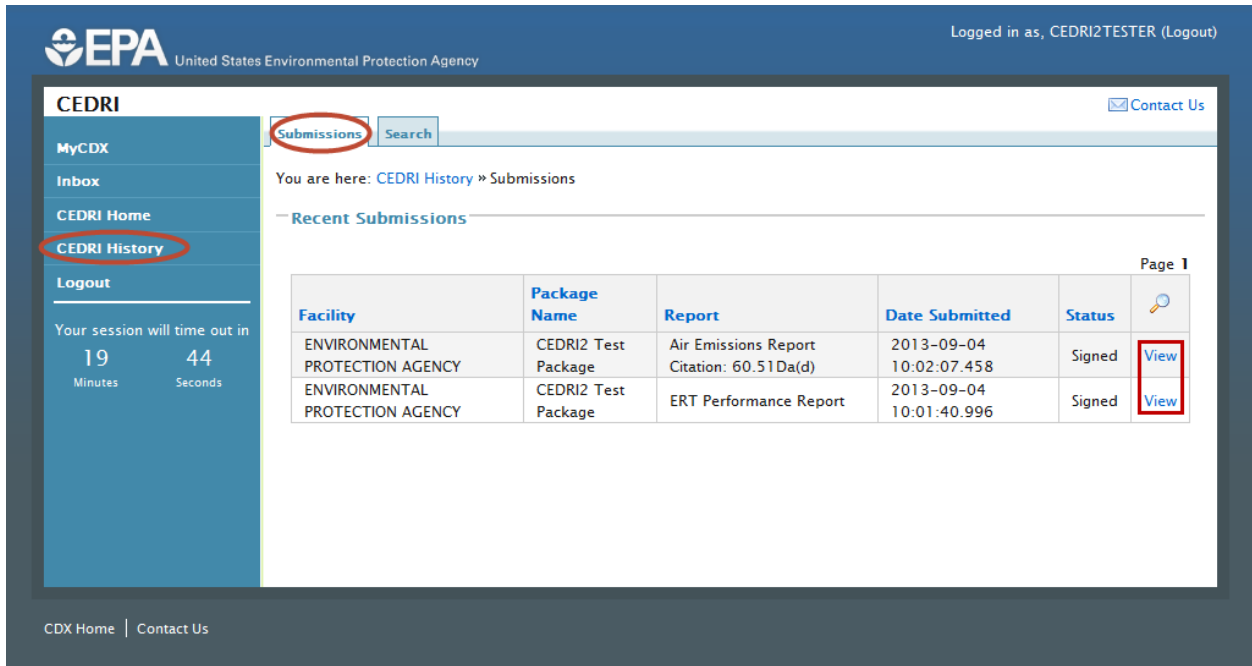 Logged in as, CEDRI2TESTER (Logout)
EPA United States Environmental Protection Agency
CEDRI
Contact Us
MyCDX
Inbox
CEDRI Home
CEDRI History
Logout
Your session will time out in
19 44
Minutes Seconds
Submissions Search
You are here: CEDRI History » Submissions
Recent Submissions
Page 1
Facility Package Name Report Date Submitted Status
ENVIRONMENTAL PROTECTION AGENCY CEDRI2 Test Package Air Emissions Report Citation: 60.51Da(d) 2013-09-04 10:02:07.458 Signed View
ENVIRONMENTAL PROTECTION AGENCY CEDRI2 Test Package ERT Performance Report 2013-09-04 10:01:40.996 Signed View
CDX Home | Contact Us